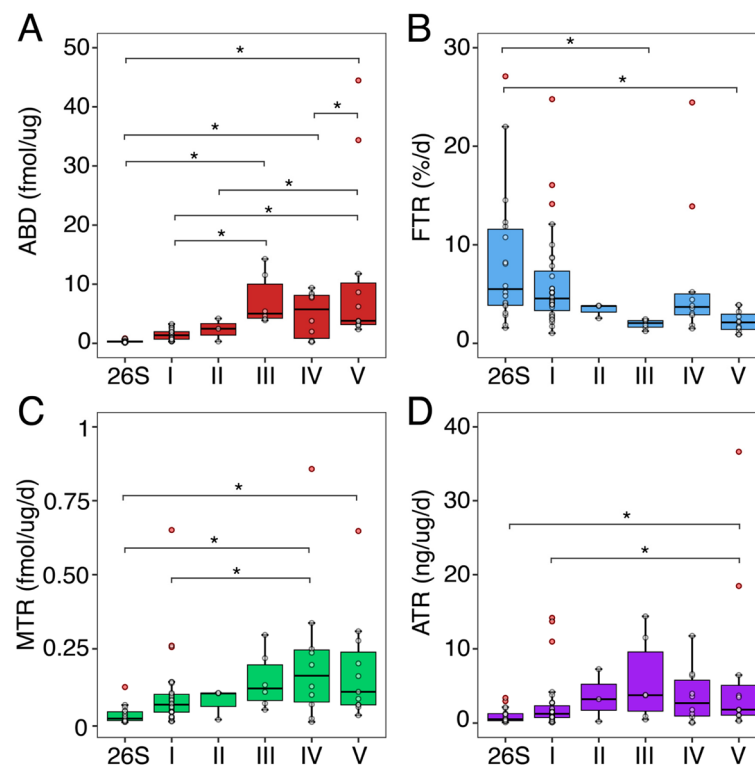 A
B
50
40
30
20
10
0
ABD (fmol/ug)
* * * * * * *
26S I II III IV V
30
20
10
0
FTR (%/d)
* *
26S I II III IV V
C
D
1
0.75
0.50
0.25
0
MTR (fmol/ug/d)
* * *
26S I II III IV V
40
30
20
10
0
ATR (ng/ug/d)
* *
26S I II III IV V